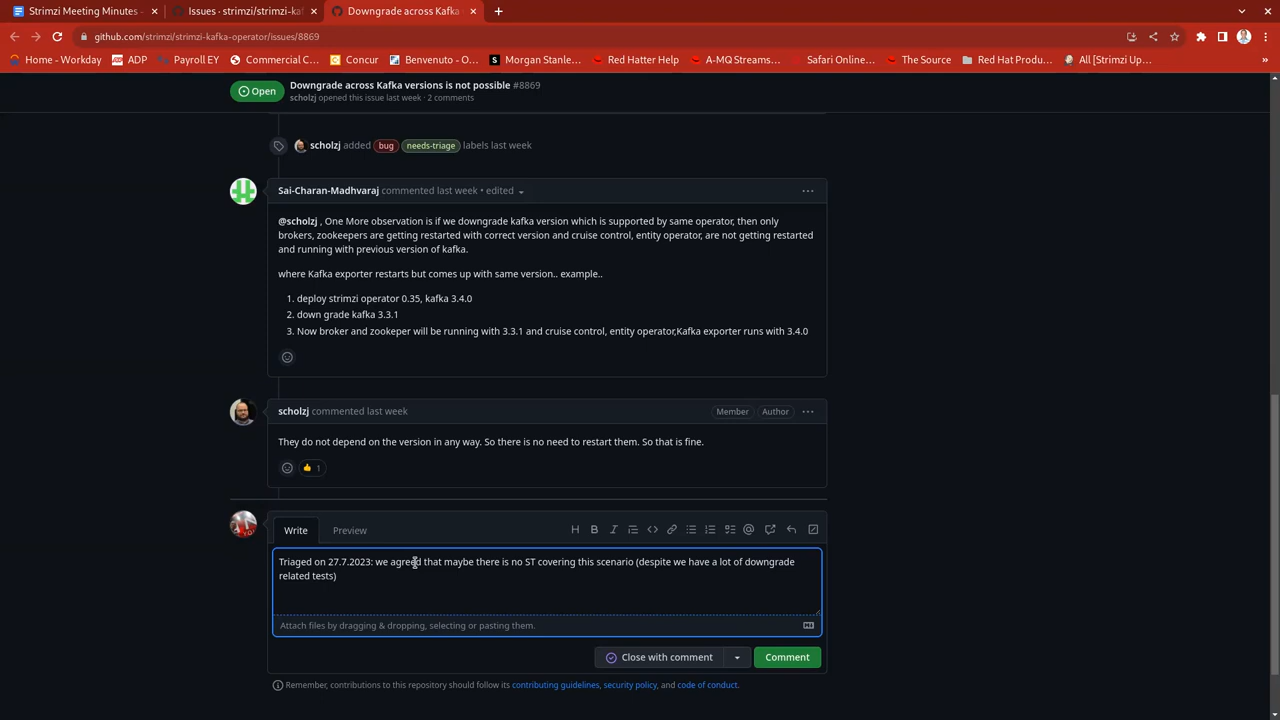 Strimzi Meeting Minutes -
Issues · strimzi/strimzi-kaf
Downgrade across Kafka
github.com/strimzi/strimzi-kafka-operator/issues/8869
Home - Workday
ADP
Payroll EY
Commercial C...
Concur
Benvenuto - O...
Morgan Stanle...
Red Hatter Help
A-MQ Streams...
Safari Online...
The Source
Red Hat Produ...
All [Strimzi Up...
»
Open
Downgrade across Kafka versions is not possible #8869
scholzj opened this issue last week · 2 comments
scholzj added bug needs-triage labels last week
Sai-Charan-Madhvaraj commented last week • edited
@scholzj , One More observation is if we downgrade kafka version which is supported by same operator, then only
brokers, zookeepers are getting restarted with correct version and cruise control, entity operator, are not getting restarted
and running with previous version of kafka.
where Kafka exporter restarts but comes up with same version.. example..
1. deploy strimzi operator 0.35, kafka 3.4.0
2. down grade kafka 3.3.1
3. Now broker and zookeper will be running with 3.3.1 and cruise control, entity operator,Kafka exporter runs with 3.4.0
scholzj commented last week
Member
Author
They do not depend on the version in any way. So there is no need to restart them. So that is fine.
1
Write
Preview
Triaged on 27.7.2023: we agreed that maybe there is no ST covering this scenario (despite we have a lot of downgrade
related tests)
Attach files by dragging & dropping, selecting or pasting them.
Close with comment
Comment
Remember, contributions to this repository should follow its contributing guidelines, security policy, and code of conduct.